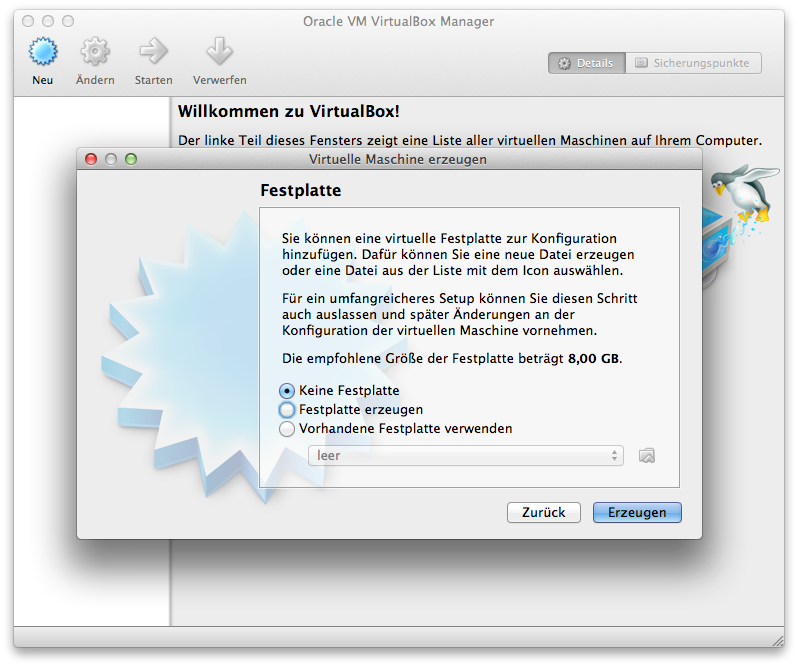 Oracle VM VirtualBox Manager
Neu
Ändern
Starten
Verwerfen
Details
Sicherungspunkte
Willkommen zu VirtualBox!
Der linke Teil dieses Fensters zeigt eine Liste aller virtuellen Maschinen auf Ihrem Computer.
Virtuelle Maschine erzeugen
Festplatte
Sie können eine virtuelle Festplatte zur Konfiguration
hinzufügen. Dafür können Sie eine neue Datei erzeugen
oder eine Datei aus der Liste mit dem Icon auswählen.
Für ein umfangreicheres Setup können Sie diesen Schritt
auch auslassen und später Änderungen an der
Konfiguration der virtuellen Maschine vornehmen.
Die empfohlene Größe der Festplatte beträgt 8,00 GB.
Keine Festplatte
Festplatte erzeugen
Vorhandene Festplatte verwenden
leer
Zurück
Erzeugen